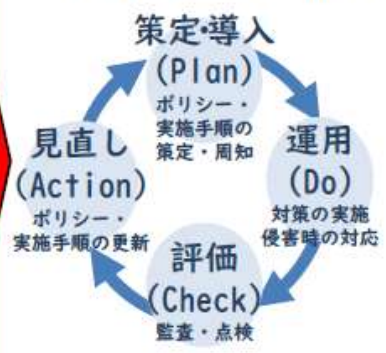 策定・導入
(Plan)
ポリシー・
実施手順の
策定・周知
運用
(Do)
対策の実施
侵害時の対応
評価
(Check)
監査・点検
見直し
(Action)
ポリシー・
実施手順の更新